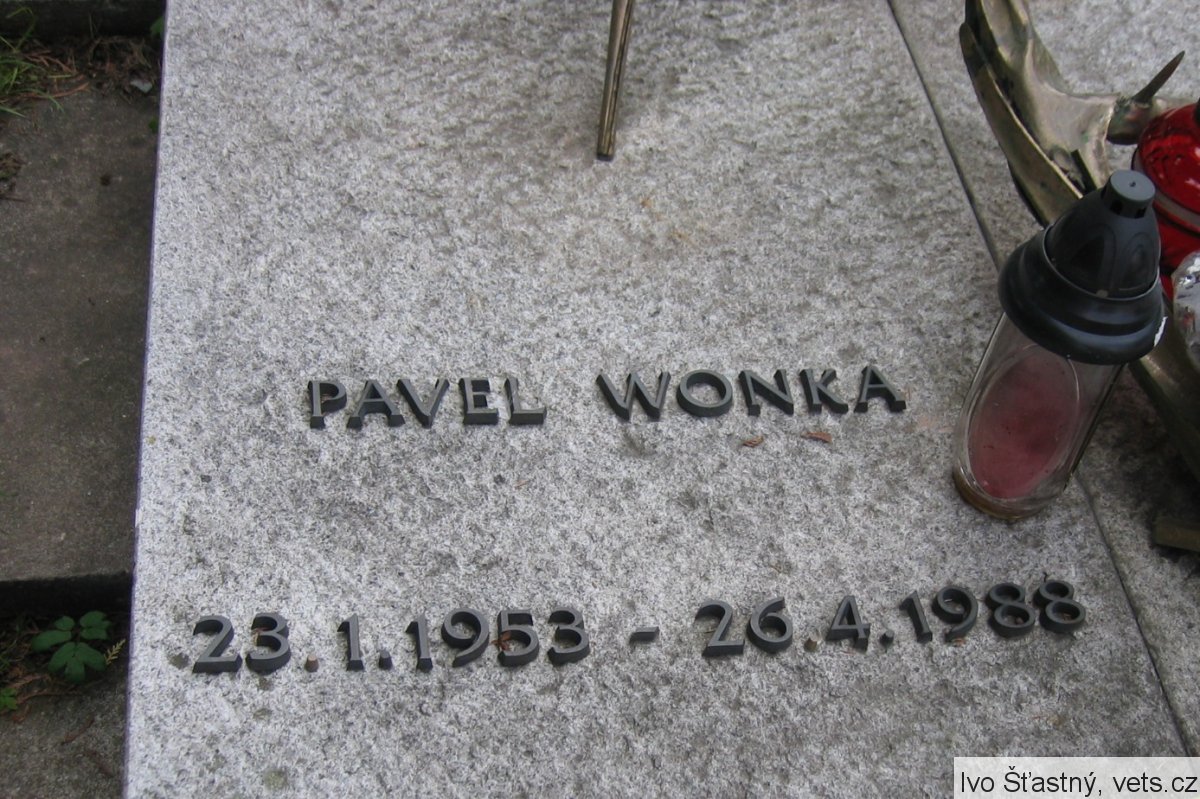 PAVEL WONKA
23.1.1953 - 26.4.1988
Ivo Šťastný, vets.cz